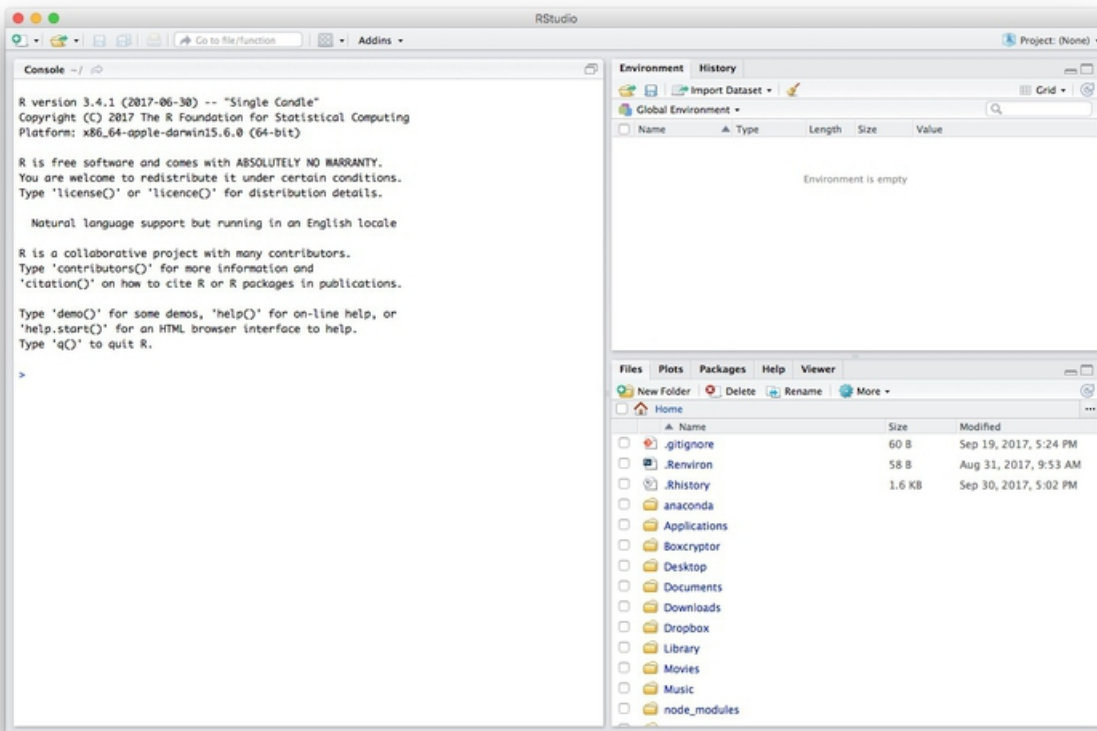 RStudio
Go to file/function
Addins
Project: (None)
Console ~/
R version 3.4.1 (2017-06-30) -- "Single Candle"
Copyright (C) 2017 The R Foundation for Statistical Computing
Platform: x86_64-apple-darwin15.6.0 (64-bit)
R is free software and comes with ABSOLUTELY NO WARRANTY.
You are welcome to redistribute it under certain conditions.
Type 'license()' or 'licence()' for distribution details.
Natural language support but running in an English locale
R is a collaborative project with many contributors.
Type 'contributors()' for more information and
'citation()' on how to cite R or R packages in publications.
Type 'demo()' for some demos, 'help()' for on-line help, or
'help.start()' for an HTML browser interface to help.
Type 'q()' to quit R.
>
Environment History
Import Dataset Grid
Global Environment
Name Type Length Size Value
Environment is empty
Files Plots Packages Help Viewer
New Folder Delete Rename More
Home ...
Name Size Modified
.gitignore 60 B Sep 19, 2017, 5:24 PM
.Renviron 58 B Aug 31, 2017, 9:53 AM
.Rhistory 1.6 KB Sep 30, 2017, 5:02 PM
anaconda
Applications
Boxcryptor
Desktop
Documents
Downloads
Dropbox
Library
Movies
Music
node_modules